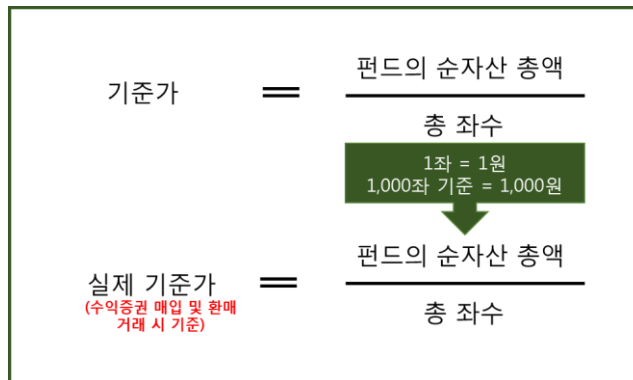 기준가
펀드의 순자산 총액
총 좌수
1좌 = 1원
1,000좌 기준 = 1,000원
실제 기준가
(수익증권 매입 및 환매
거래 시 기준)
펀드의 순자산 총액
총 좌수